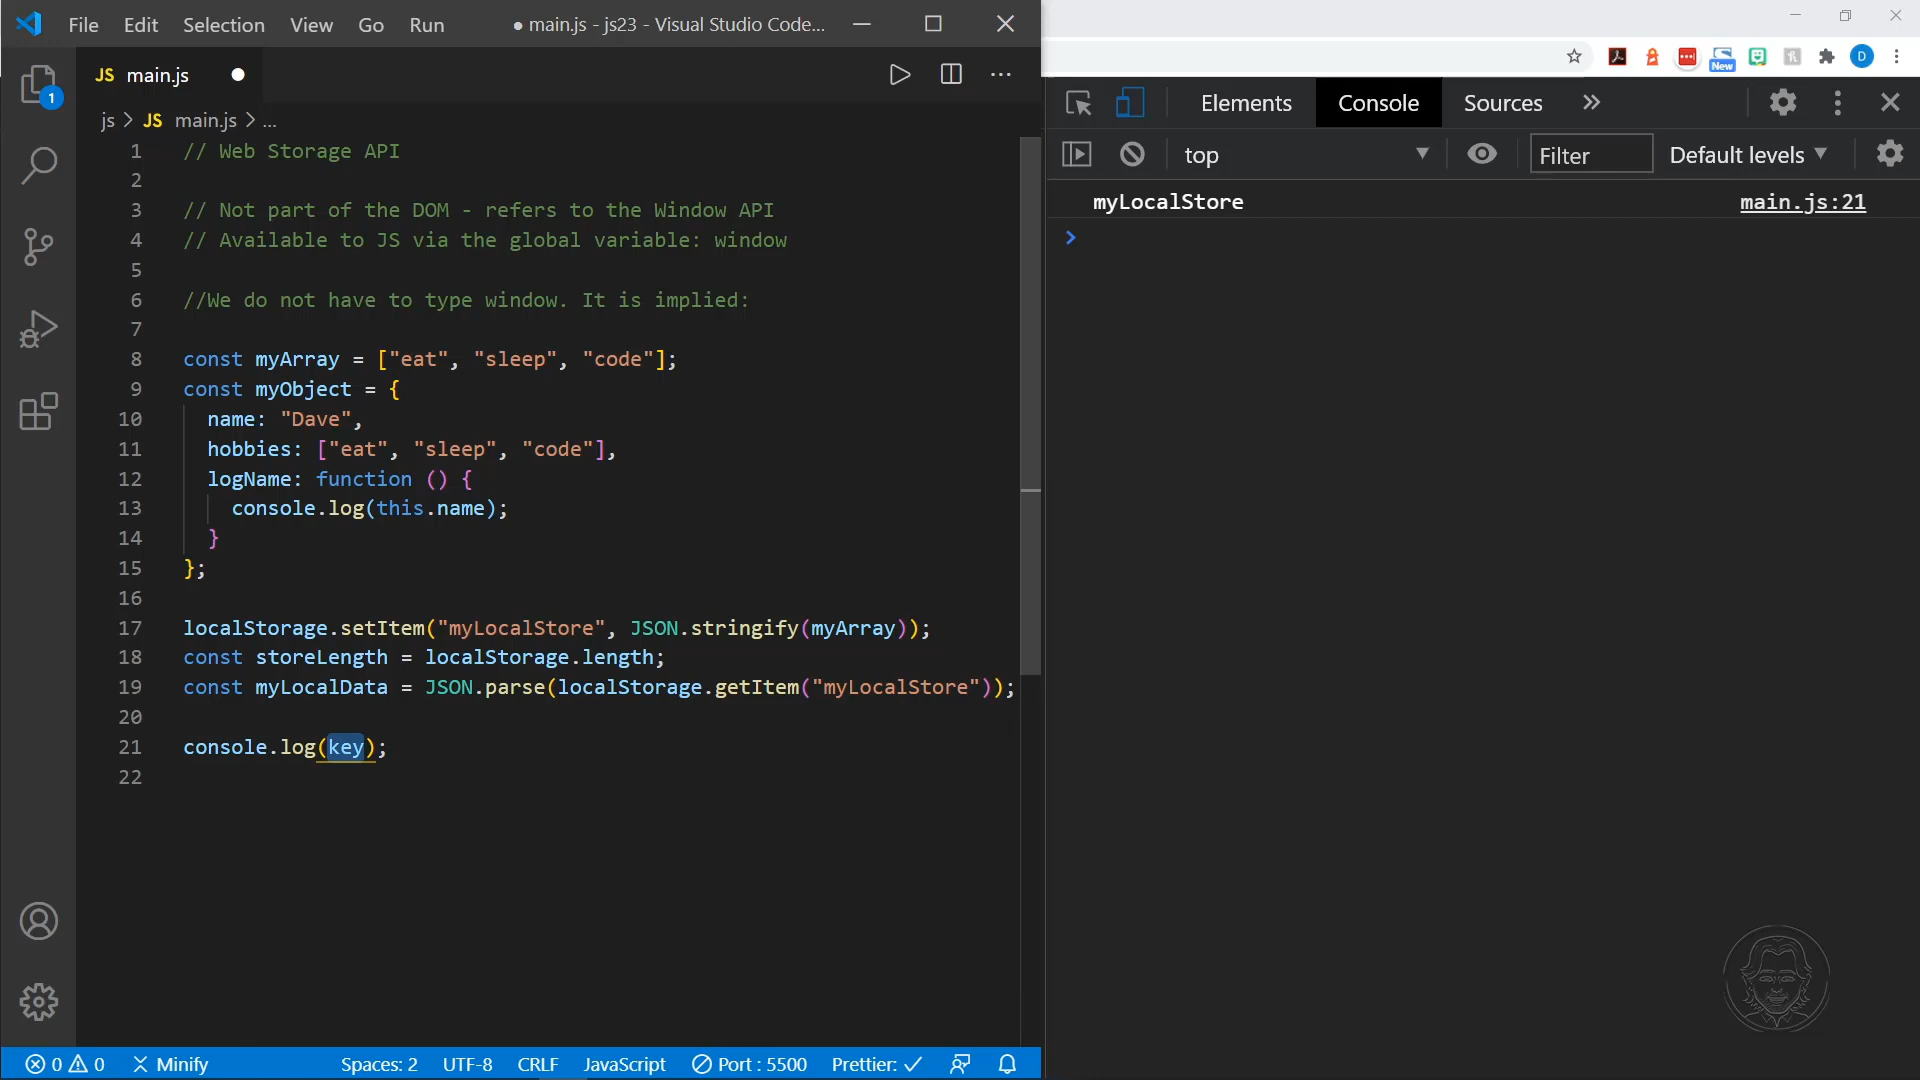 File Edit Selection View Go Run ● main.js - js23 - Visual Studio Code...
JS main.js
js > JS main.js > ...
1 // Web Storage API
2
3 // Not part of the DOM - refers to the Window API
4 // Available to JS via the global variable: window
5
6 //We do not have to type window. It is implied:
7
8 const myArray = ["eat", "sleep", "code"];
9 const myObject = {
10 name: "Dave",
11 hobbies: ["eat", "sleep", "code"],
12 logName: function () {
13 console.log(this.name);
14 }
15 };
16
17 localStorage.setItem("myLocalStore", JSON.stringify(myArray));
18 const storeLength = localStorage.length;
19 const myLocalData = JSON.parse(localStorage.getItem("myLocalStore"));
20
21 console.log(key);
22
1
0 0 Minify Spaces: 2 UTF-8 CRLF JavaScript Port : 5500 Prettier: ✓
New
D
Elements Console Sources »
top Filter Default levels
myLocalStore main.js:21
>